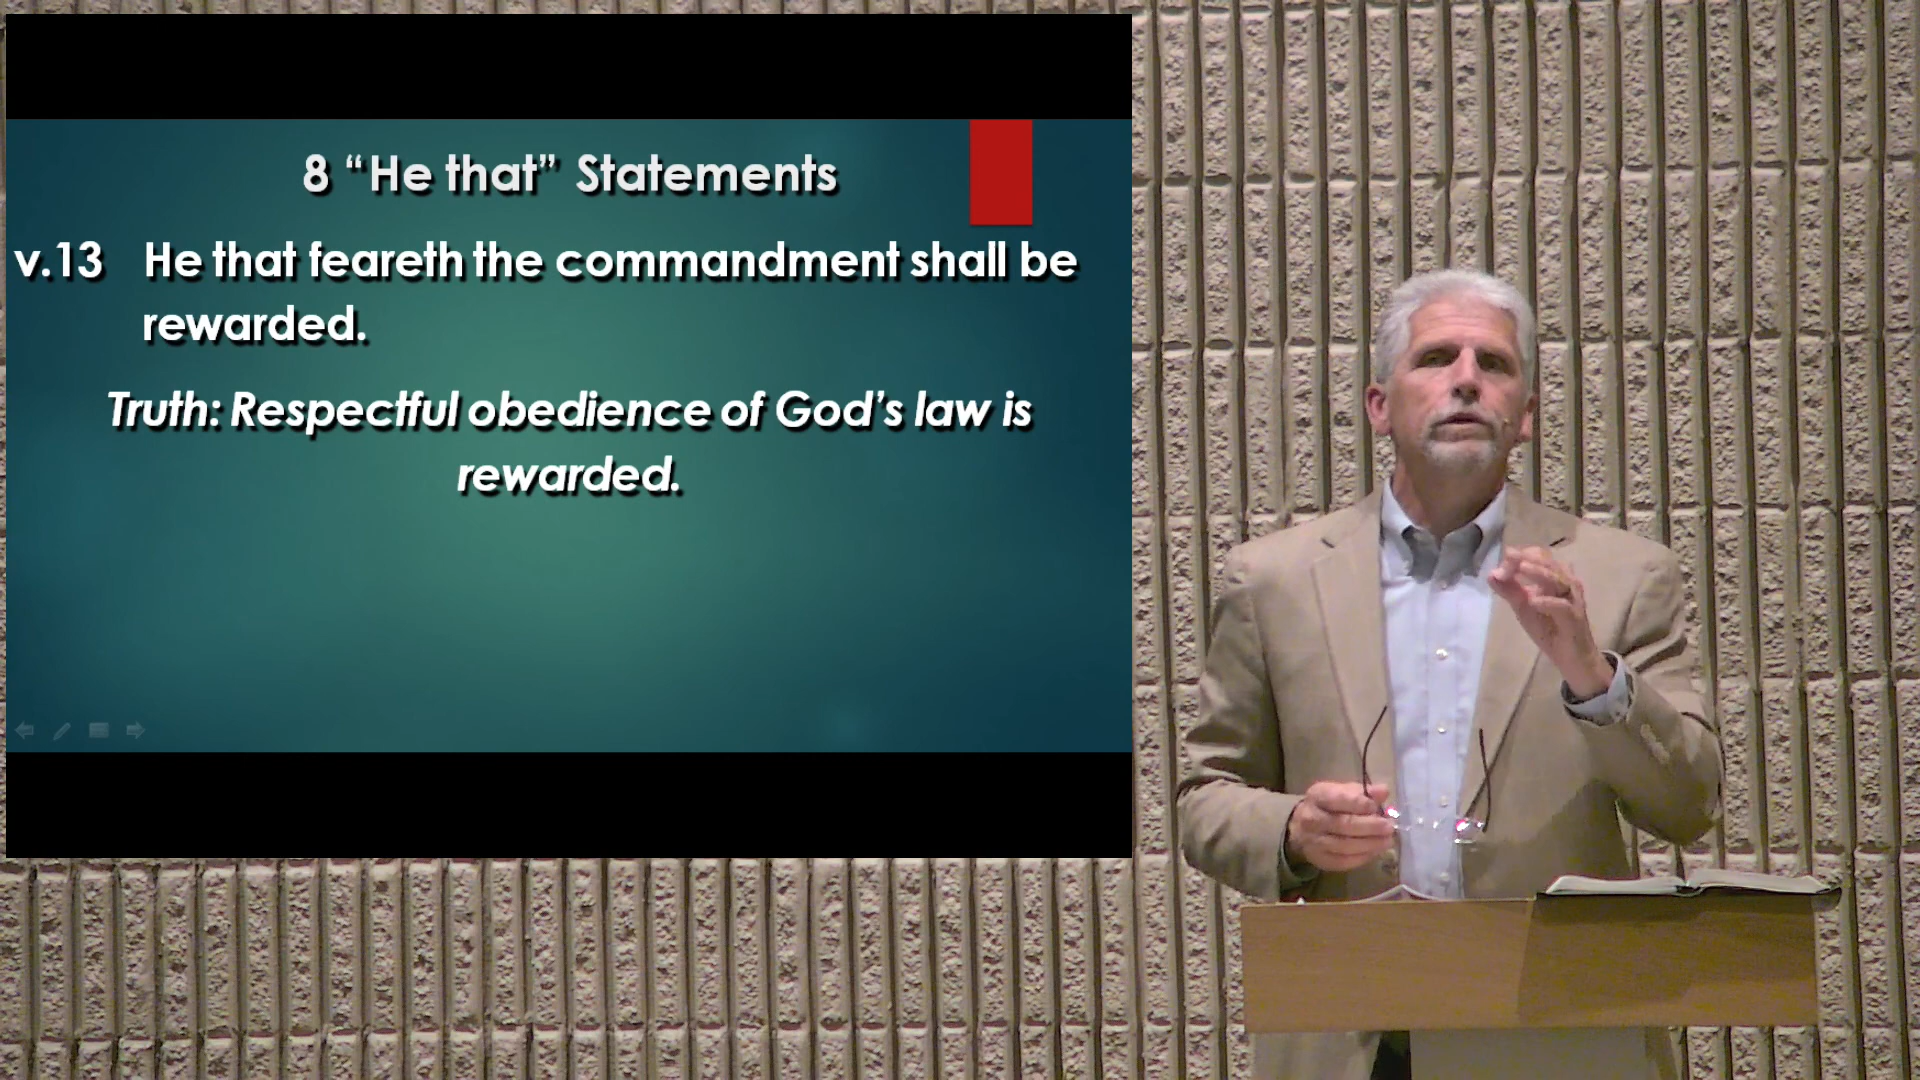 8 “He that” Statements
v.13 He that feareth the commandment shall be
rewarded.
Truth: Respectful obedience of God’s law is
rewarded.